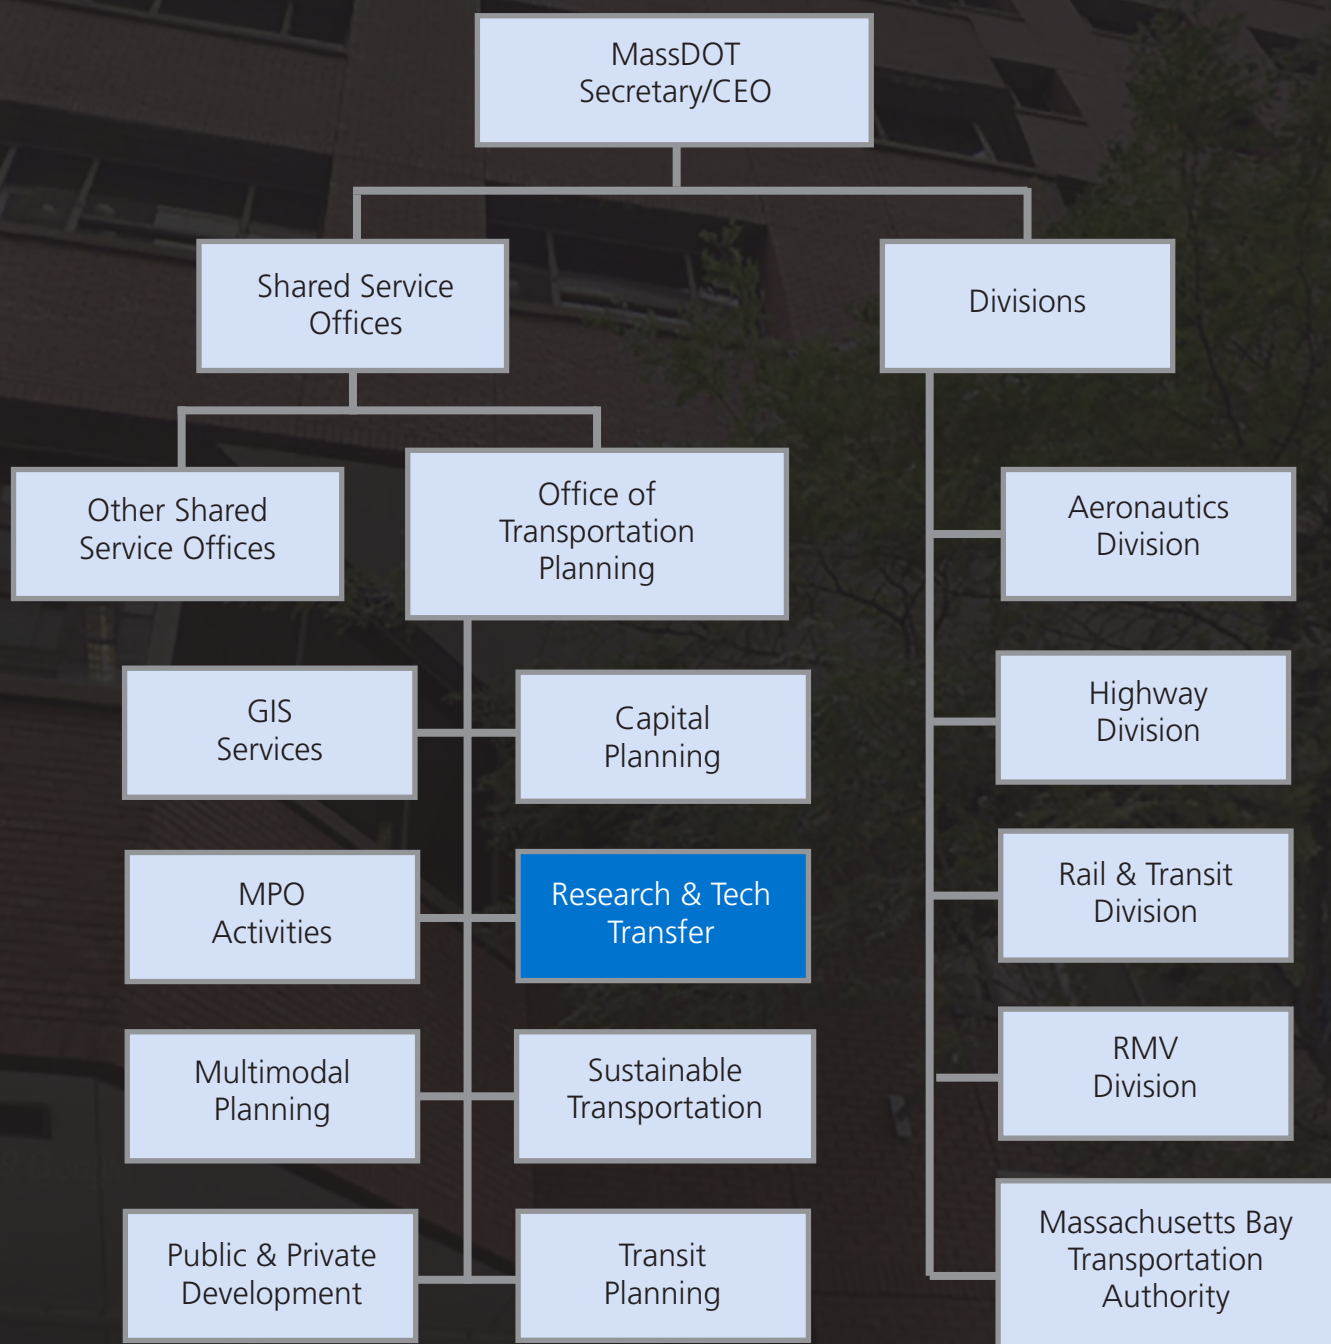 MassDOT
Secretary/CEO
Shared Service
Offices
Divisions
Other Shared
Service Offices
Office of
Transportation
Planning
Aeronautics
Division
GIS
Services
Capital
Planning
Highway
Division
MPO
Activities
Research & Tech
Transfer
Rail & Transit
Division
Multimodal
Planning
Sustainable
Transportation
RMV
Division
Public & Private
Development
Transit
Planning
Massachusetts Bay
Transportation
Authority